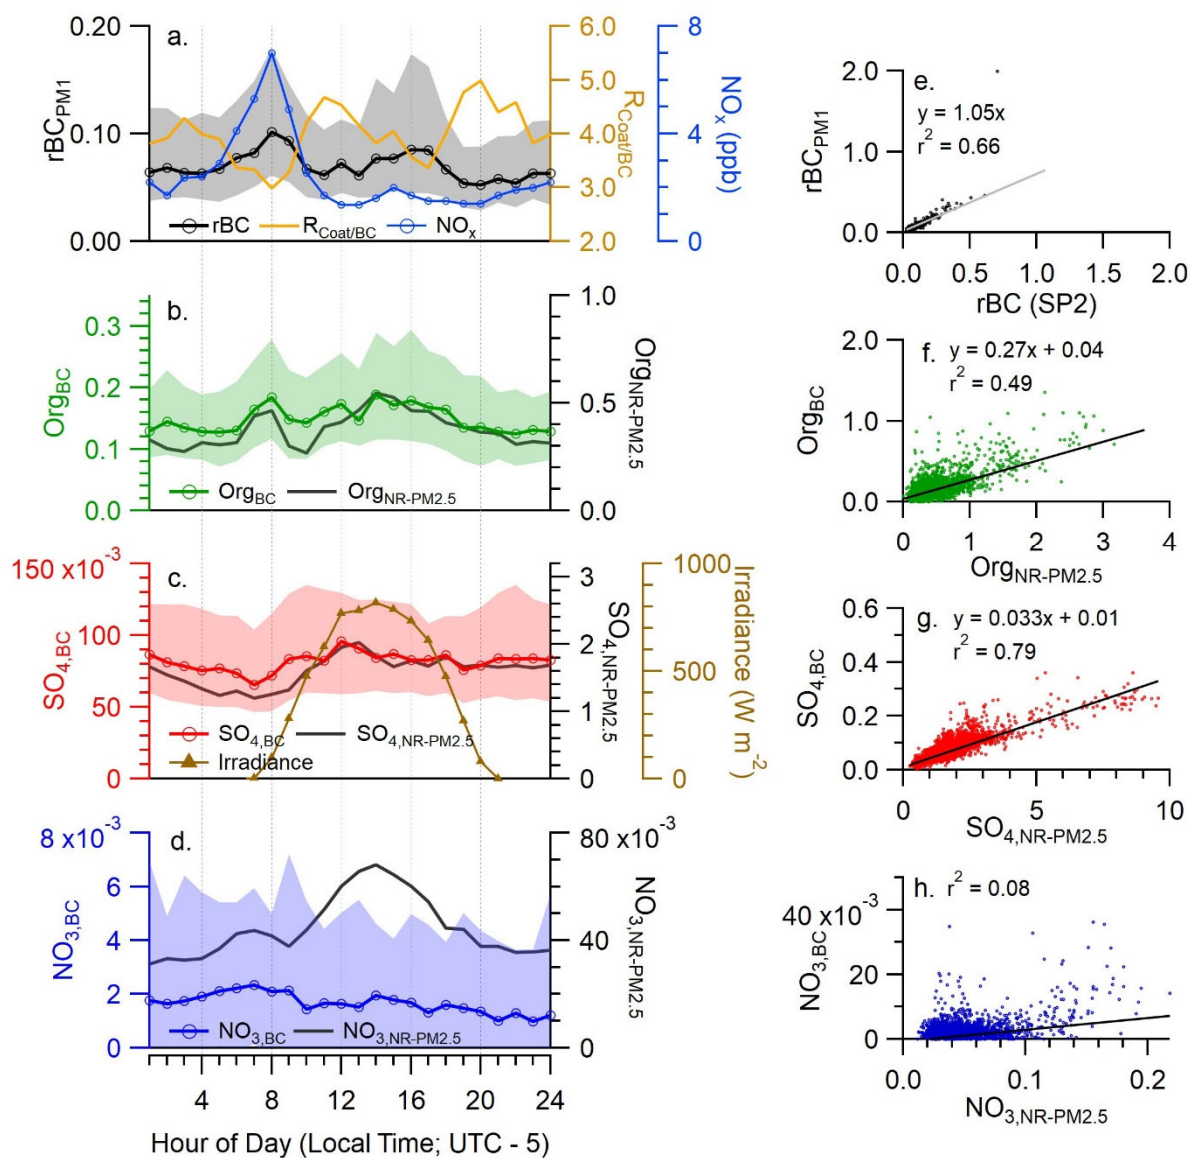 a.
0.20
0.10
0.00
rBC_PM1
6.0
5.0
4.0
3.0
2.0
R_Coat/BC
8
4
0
NO_x (ppb)
rBC R_Coat/BC NO_x
b.
0.3
0.2
0.1
0.0
Org_BC
1.0
0.5
0.0
Org_NR-PM2.5
Org_BC Org_NR-PM2.5
c.
150 x10^-3
100
50
0
SO_4,BC
3
2
1
0
SO_4,NR-PM2.5
1000
500
0
Irradiance (W m^-2)
SO_4,BC SO_4,NR-PM2.5
Irradiance
d.
8 x10^-3
6
4
2
0
NO_3,BC
80 x10^-3
40
0
NO_3,NR-PM2.5
NO_3,BC NO_3,NR-PM2.5
4 8 12 16 20 24
Hour of Day (Local Time; UTC - 5)
e.
y = 1.05x
r^2 = 0.66
2.0
1.0
0.0
rBC_PM1
0.0 0.5 1.0 1.5 2.0
rBC (SP2)
f. y = 0.27x + 0.04
r^2 = 0.49
2.0
1.0
0.0
Org_BC
0 1 2 3 4
Org_NR-PM2.5
g. y = 0.033x + 0.01
r^2 = 0.79
0.6
0.4
0.2
0.0
SO_4,BC
0 5 10
SO_4,NR-PM2.5
h. r^2 = 0.08
40 x10^-3
20
0
NO_3,BC
0.0 0.1 0.2
NO_3,NR-PM2.5